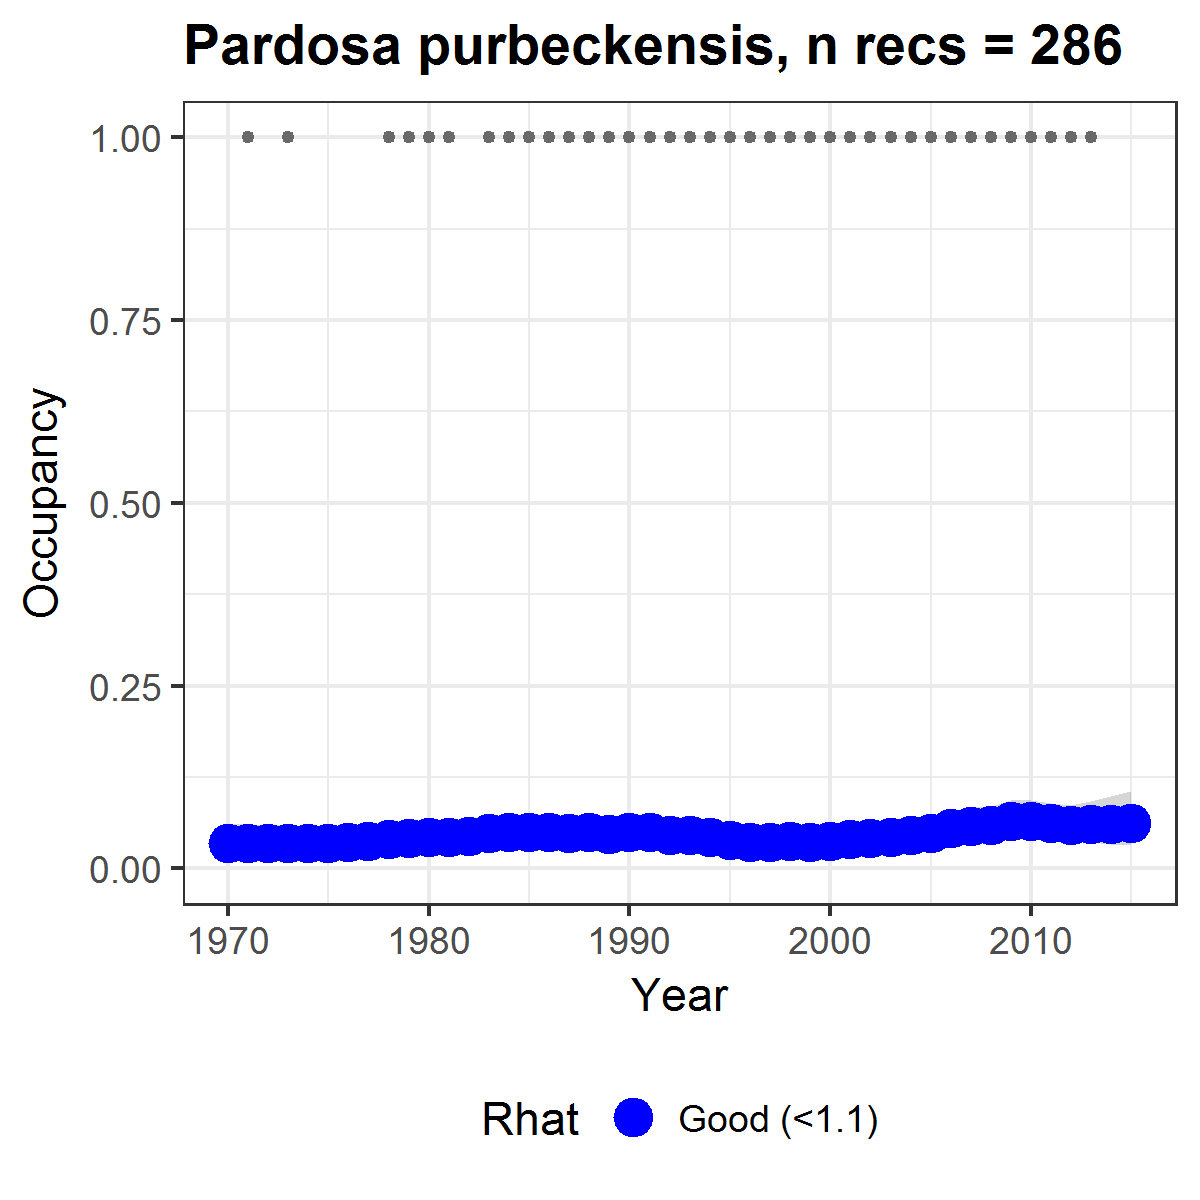 Pardosa purbeckensis, n recs = 286
1.00
0.75
0.50
0.25
0.00
Occupancy
1970 1980 1990 2000 2010
Year
Rhat Good (<1.1)